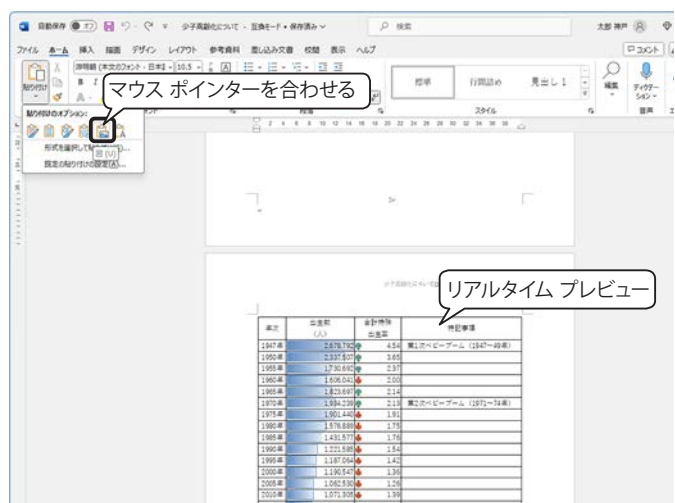 自動保存 オフ 少子高齢化について - 互換モード • 保存済み 検索 太郎 神戸
ファイル ホーム 挿入 描画 デザイン レイアウト 参考資料 差し込み文書 校閲 表示 ヘルプ コメント
貼り付け 游明朝 (本文のフォント - 日本語 10.5 標準 行間詰め 見出し 1 編集 ディクテーション
マウス ポインターを合わせる
スタイル 音声
貼り付けのオプション:
形式を選択して貼り付け(S)...
図 (U)
既定の貼り付けの設定(A)...
リアルタイム プレビュー
年次 出生数(人) 合計特殊出生率 特記事項
1947年 2,678,792 4.54 第1次ベビーブーム（1947～49年）
1950年 2,337,507 3.65
1955年 1,730,692 2.37
1960年 1,606,041 2.00
1965年 1,823,697 2.14
1970年 1,934,239 2.13 第2次ベビーブーム（1971～74年）
1975年 1,901,440 1.91
1980年 1,576,889 1.75
1985年 1,431,577 1.76
1990年 1,221,585 1.54
1995年 1,187,064 1.42
2000年 1,190,547 1.36
2005年 1,062,530 1.26
2010年 1,071,305 1.39